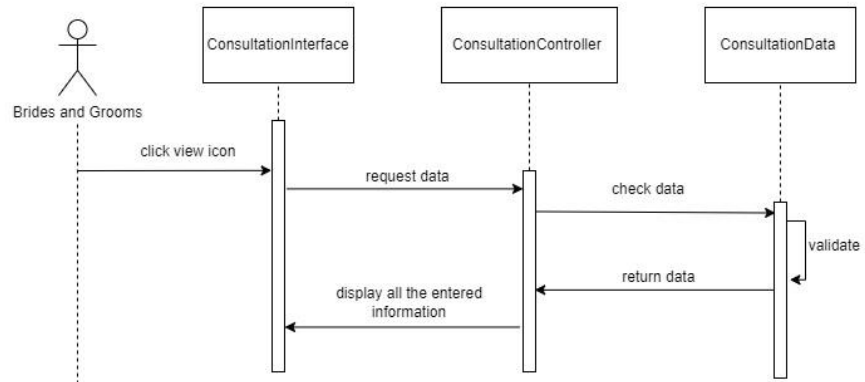 ConsultationInterface
ConsultationController
ConsultationData
Brides and Grooms
click view icon
request data
check data
validate
return data
display all the entered
information